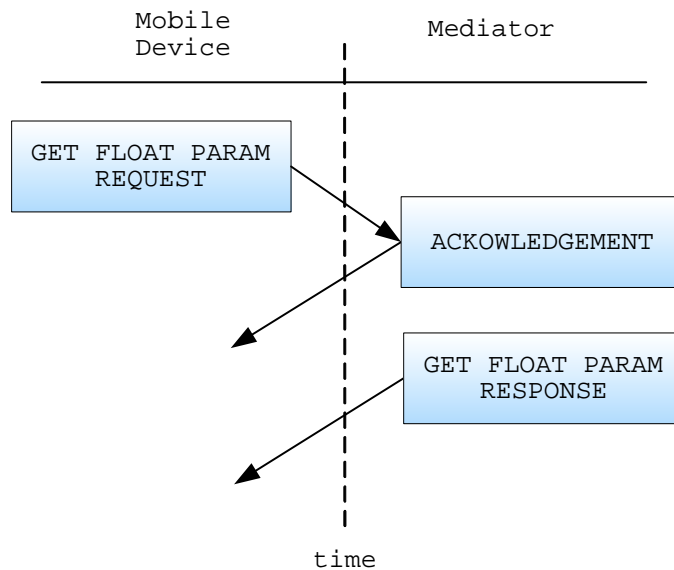 Mobile
Device
Mediator
GET FLOAT PARAM
REQUEST
ACKOWLEDGEMENT
GET FLOAT PARAM
RESPONSE
time